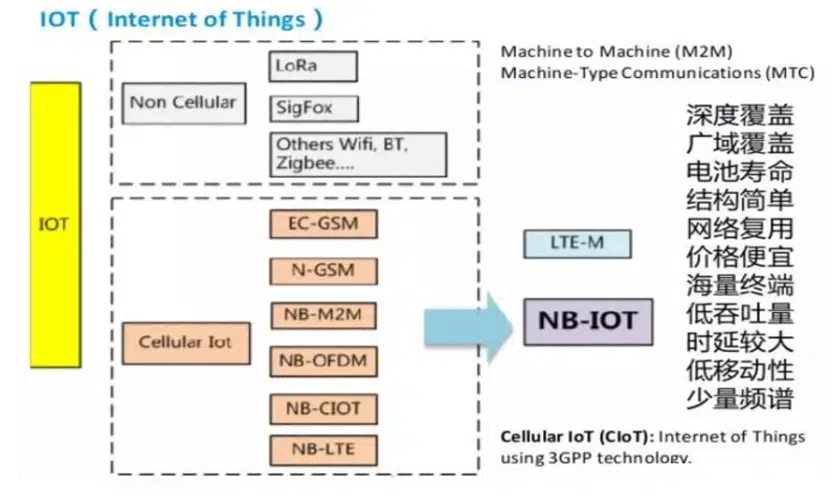 IOT ( Internet of Things )
Machine to Machine (M2M)
Machine-Type Communications (MTC)
IOT
Non Cellular
LoRa
SigFox
Others Wifi, BT,
Zigbee....
Cellular Iot
EC-GSM
N-GSM
NB-M2M
NB-OFDM
NB-CIOT
NB-LTE
LTE-M
NB-IOT
深度覆盖
广域覆盖
电池寿命
结构简单
网络复用
价格便宜
海量终端
低吞吐量
时延较大
低移动性
少量频谱
Cellular IoT (CIoT): Internet of Things
using 3GPP technology.